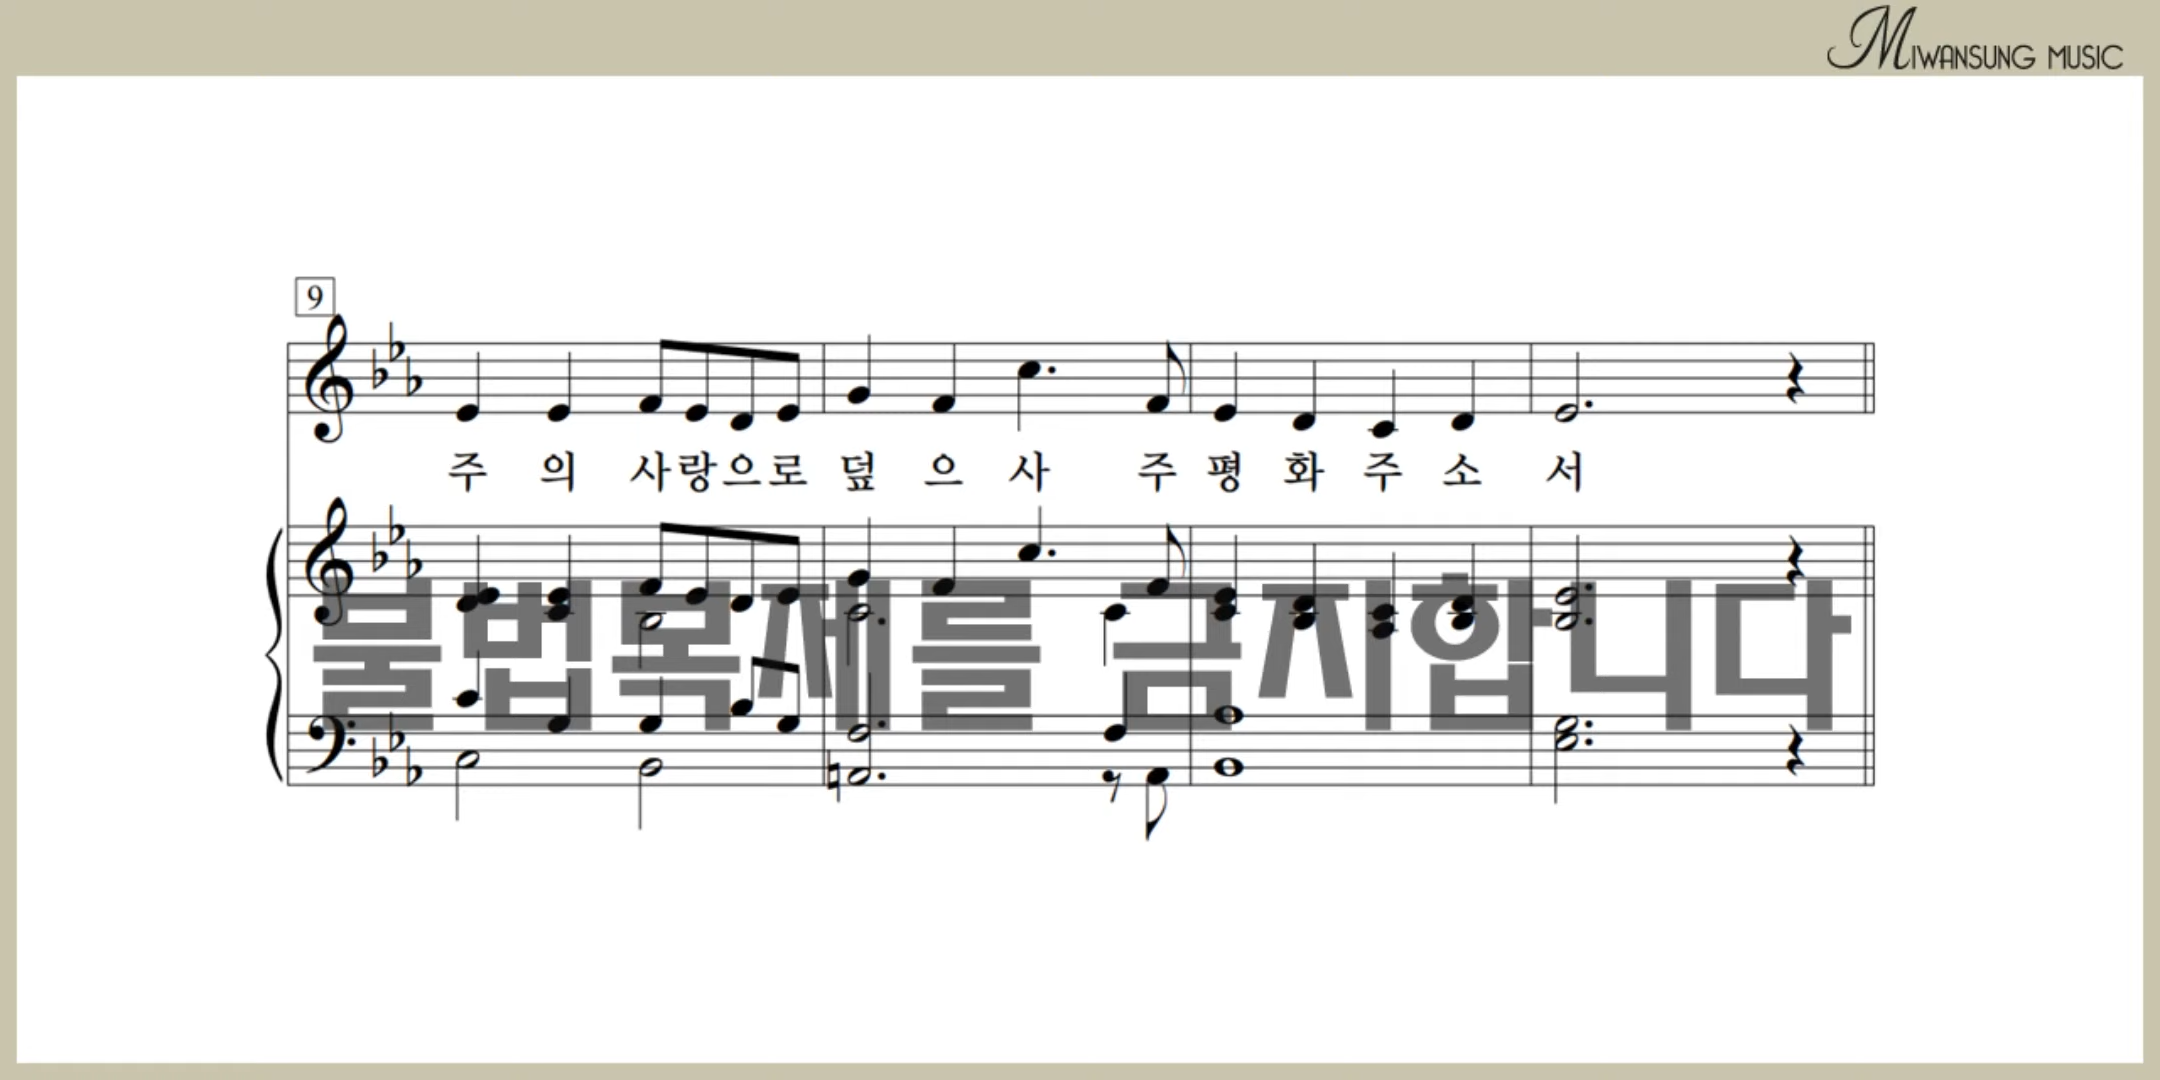 MIWANSUNG MUSIC
9
주 의 사랑으로 덮 으 사 주 평 화 주 소 서
불법복제를 금지합니다